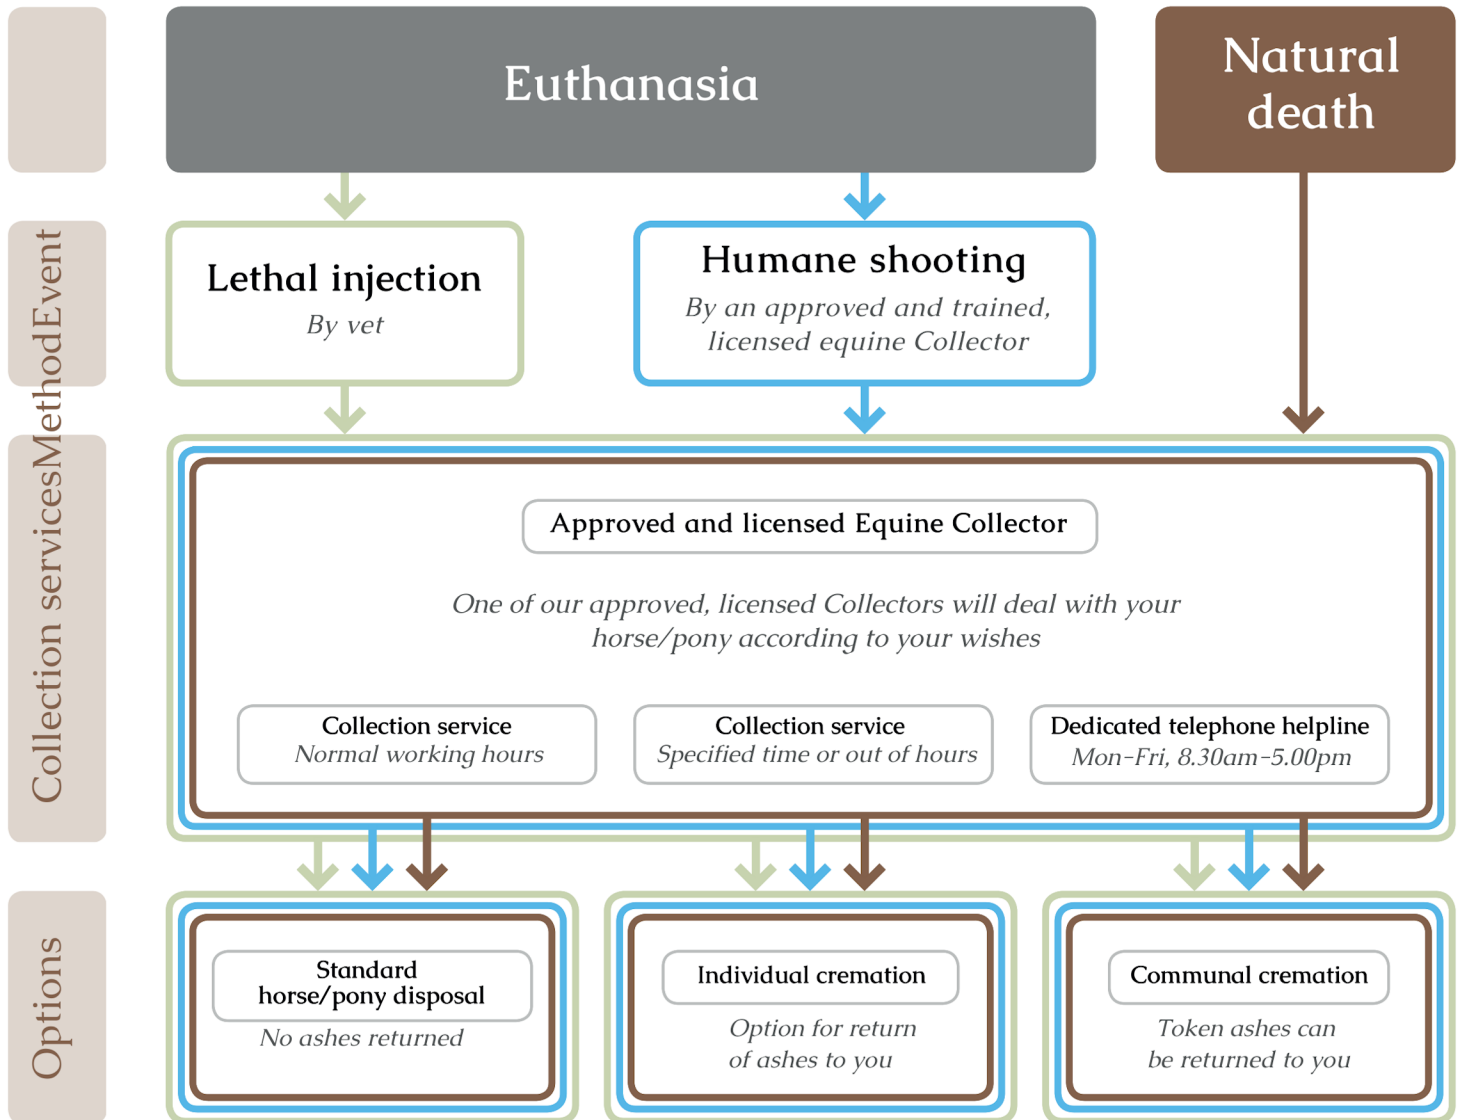 Euthanasia
Natural
death
Event
Lethal injection
By vet
Humane shooting
By an approved and trained,
licensed equine Collector
Method
Collection services
Approved and licensed Equine Collector
One of our approved, licensed Collectors will deal with your
horse/pony according to your wishes
Collection service
Normal working hours
Collection service
Specified time or out of hours
Dedicated telephone helpline
Mon–Fri, 8.30am–5.00pm
Options
Standard
horse/pony disposal
No ashes returned
Individual cremation
Option for return
of ashes to you
Communal cremation
Token ashes can
be returned to you